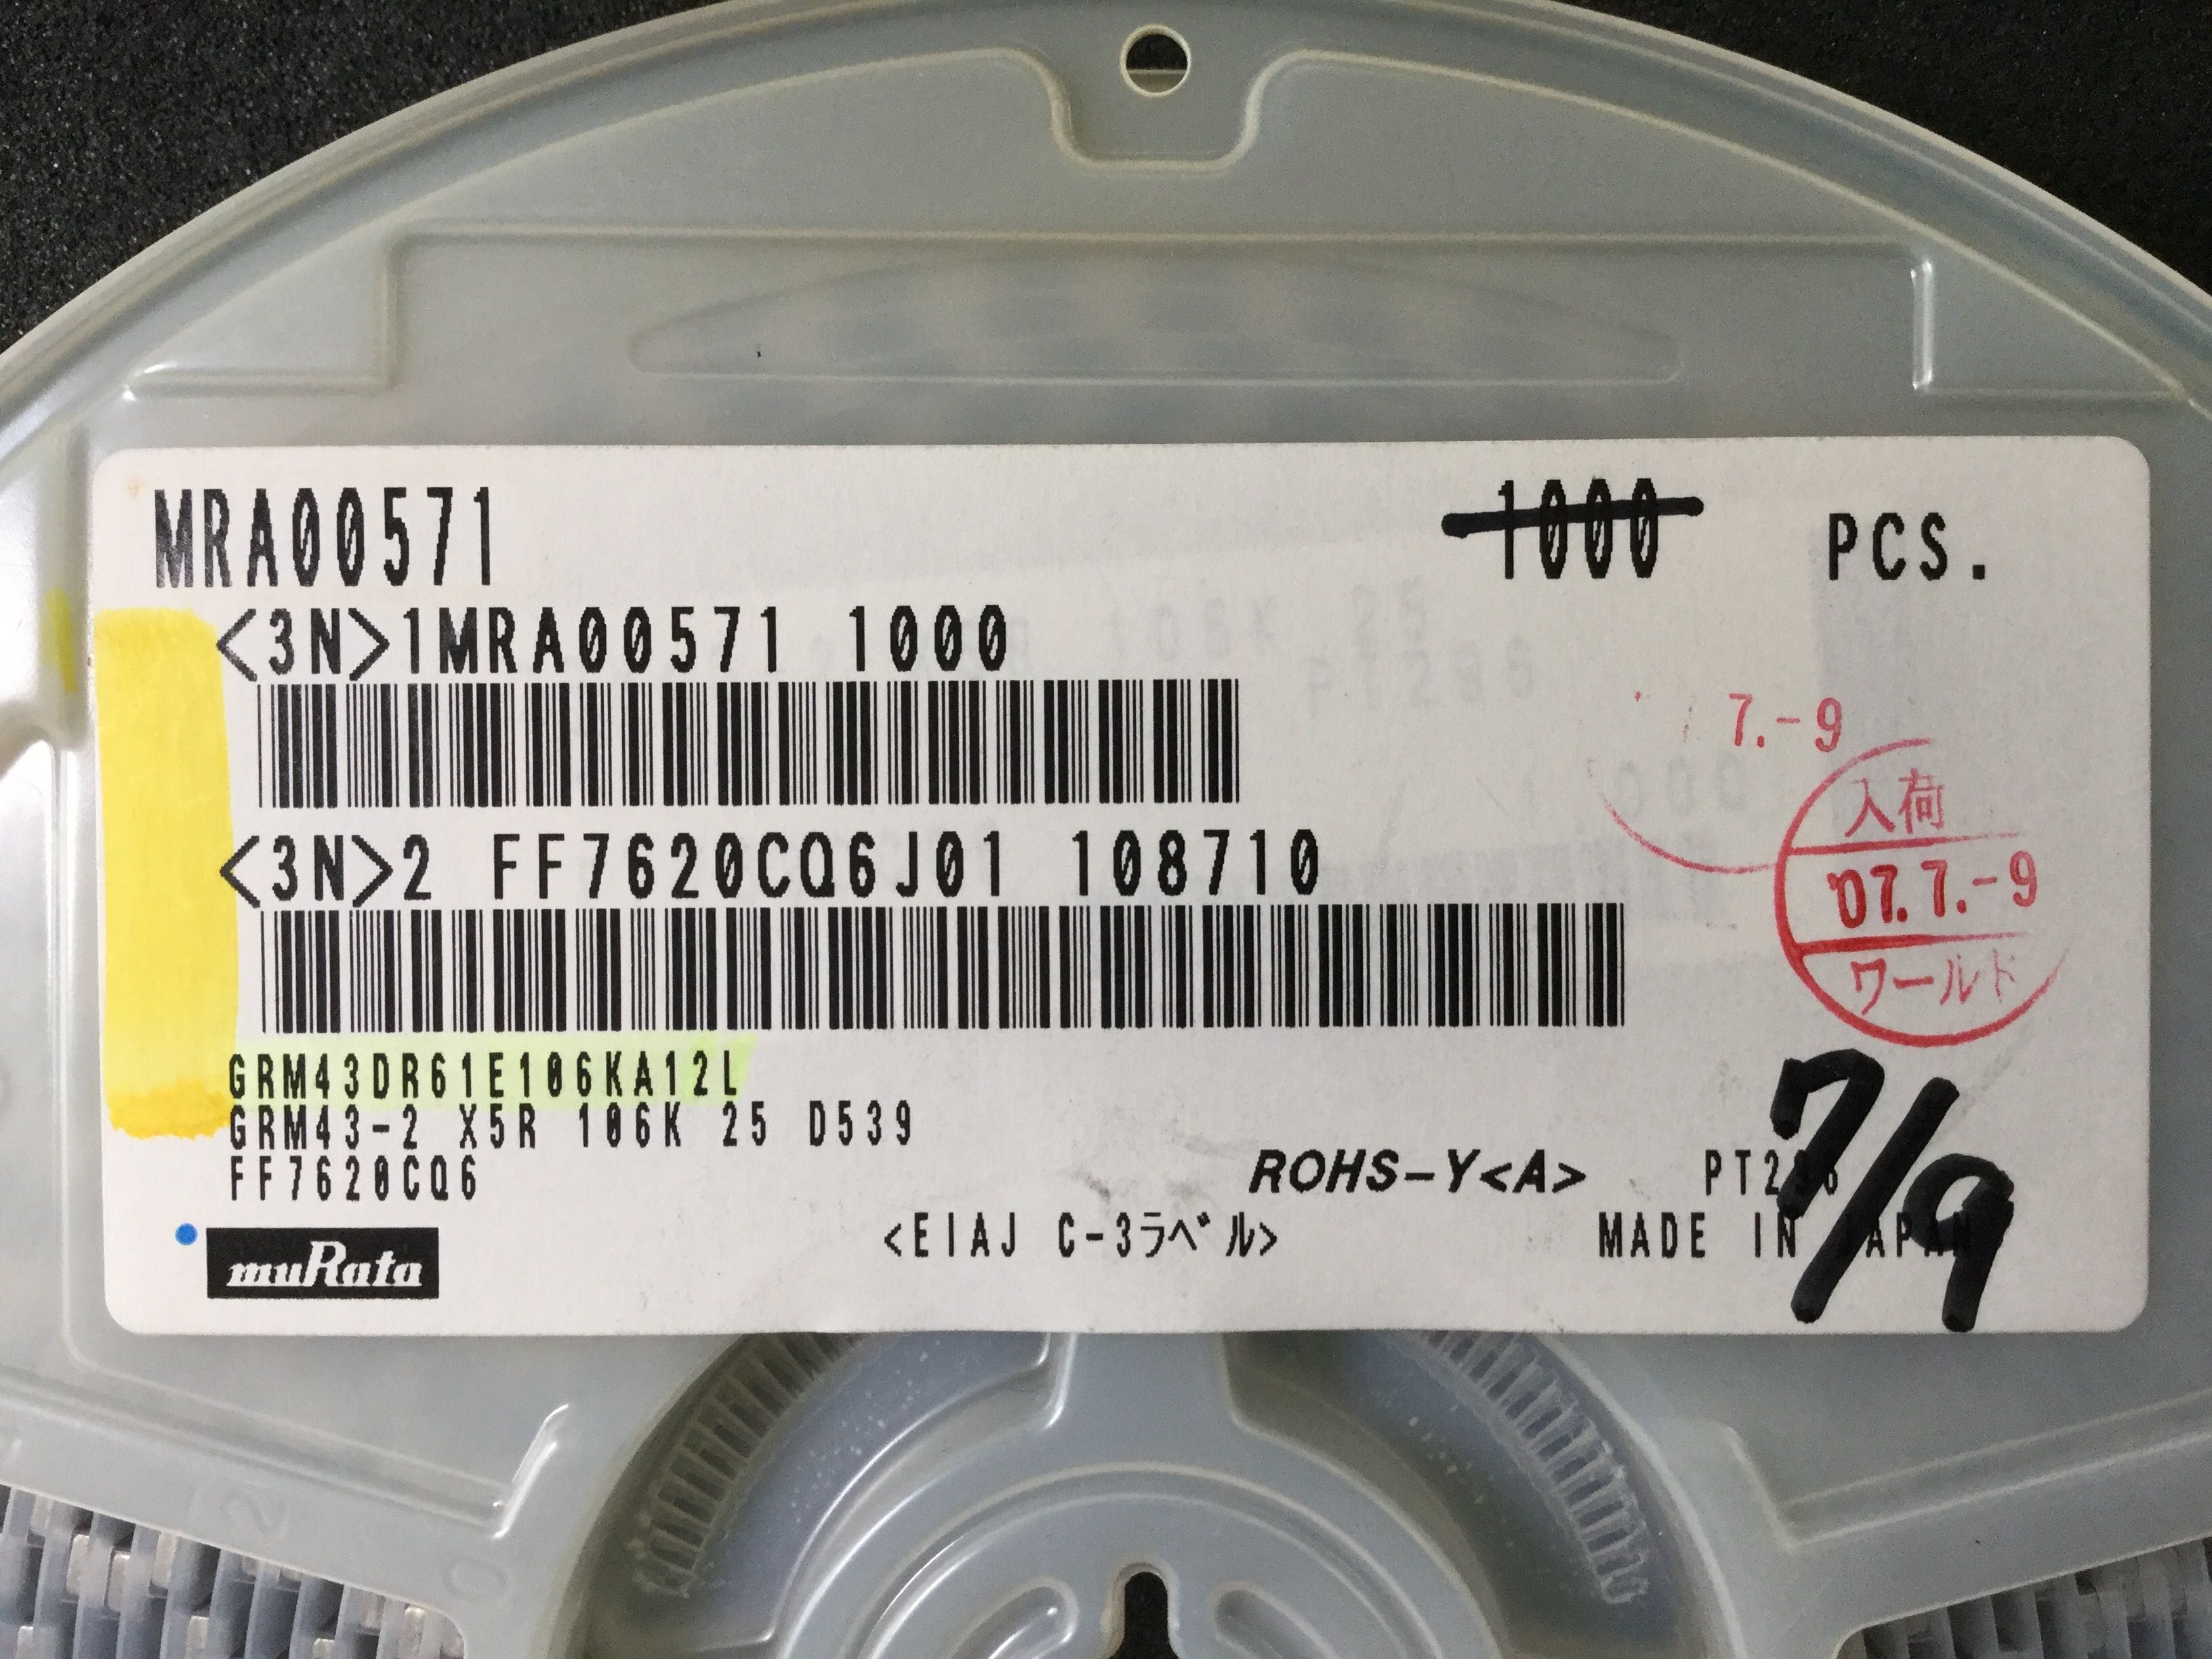 MRA00571
1000 PCS.
<3N>1MRA00571 1000
7.-9
入荷
'07.7.-9
ワールド
<3N>2 FF7620CQ6J01 108710
GRM43DR61E106KA12L
GRM43-2 X5R 106K 25 D539
FF7620CQ6
ROHS-Y<A>
7/9
<EIAJ C-3ラベル>
MADE IN JAPAN
muRata